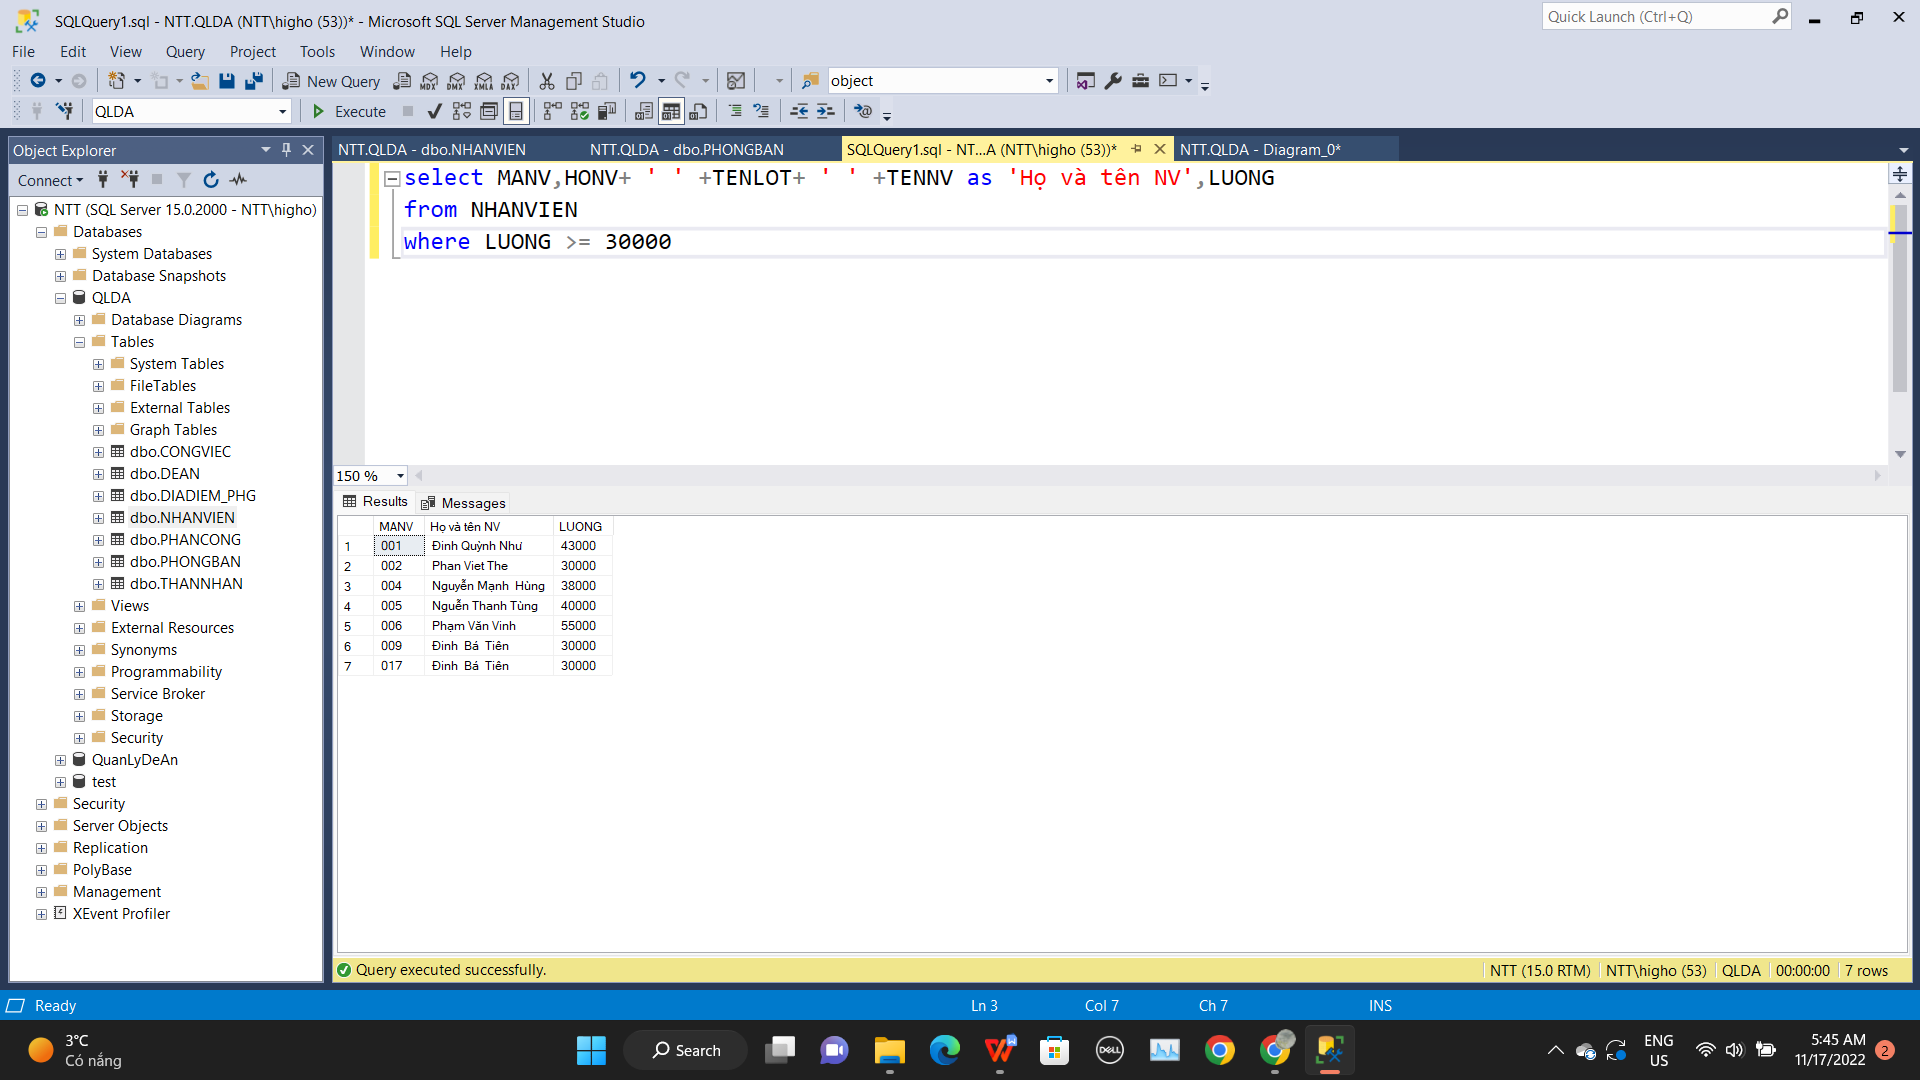 SQLQuery1.sql - NTT.QLDA (NTT\higho (53))* - Microsoft SQL Server Management Studio
Quick Launch (Ctrl+Q)
File Edit View Query Project Tools Window Help
New Query MDX DMX XMLA DAX object
QLDA Execute
Object Explorer
Connect
NTT (SQL Server 15.0.2000 - NTT\higho)
Databases
System Databases
Database Snapshots
QLDA
Database Diagrams
Tables
System Tables
FileTables
External Tables
Graph Tables
dbo.CONGVIEC
dbo.DEAN
dbo.DIADIEM_PHG
dbo.NHANVIEN
dbo.PHANCONG
dbo.PHONGBAN
dbo.THANNHAN
Views
External Resources
Synonyms
Programmability
Service Broker
Storage
Security
QuanLyDeAn
test
Security
Server Objects
Replication
PolyBase
Management
XEvent Profiler
NTT.QLDA - dbo.NHANVIEN NTT.QLDA - dbo.PHONGBAN SQLQuery1.sql - NT...A (NTT\higho (53))* NTT.QLDA - Diagram_0*
select MANV,HONV+ ' ' +TENLOT+ ' ' +TENNV as 'Họ và tên NV',LUONG
from NHANVIEN
where LUONG >= 30000
150 %
Results Messages
MANV Họ và tên NV LUONG
1 001 Đinh Quỳnh Như 43000
2 002 Phan Viet The 30000
3 004 Nguyễn Mạnh Hùng 38000
4 005 Nguễn Thanh Tùng 40000
5 006 Phạm Văn Vinh 55000
6 009 Đinh Bá Tiên 30000
7 017 Đinh Bá Tiên 30000
Query executed successfully. NTT (15.0 RTM) NTT\higho (53) QLDA 00:00:00 7 rows
Ready Ln 3 Col 7 Ch 7 INS
3°C
Có nắng
Search
DELL
ENG
US
5:45 AM
11/17/2022
2